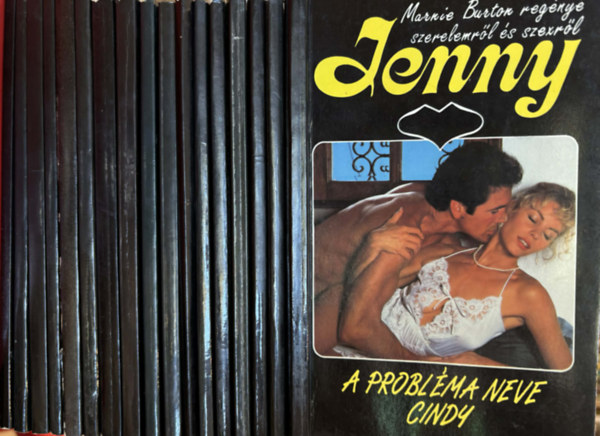 Marnie Burton regénye
szerelemről és szexről
Jenny
A PROBLÉMA NEVE
CINDY